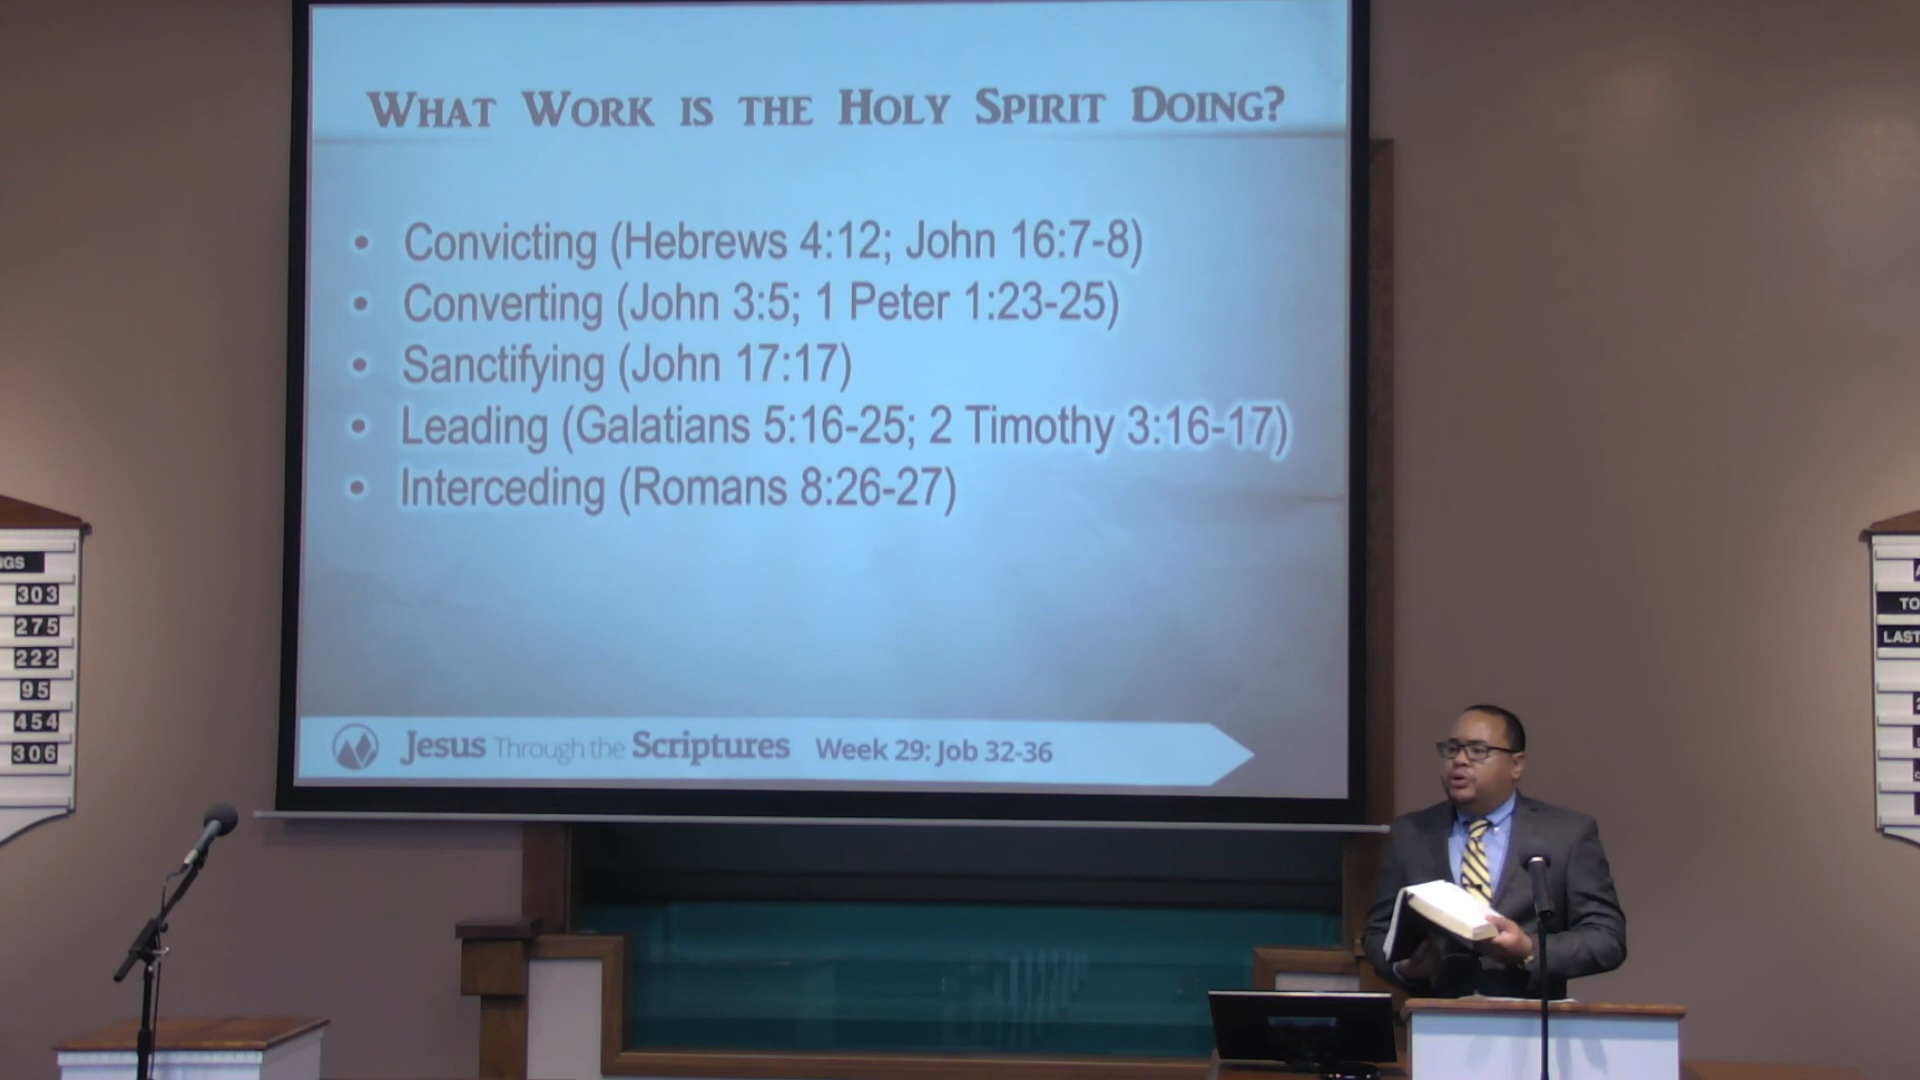 What Work is the Holy Spirit Doing?
• Convicting (Hebrews 4:12; John 16:7-8)
• Converting (John 3:5; 1 Peter 1:23-25)
• Sanctifying (John 17:17)
• Leading (Galatians 5:16-25; 2 Timothy 3:16-17)
• Interceding (Romans 8:26-27)
Jesus Through the Scriptures Week 29: Job 32-36
303
275
222
95
454
306
LAST